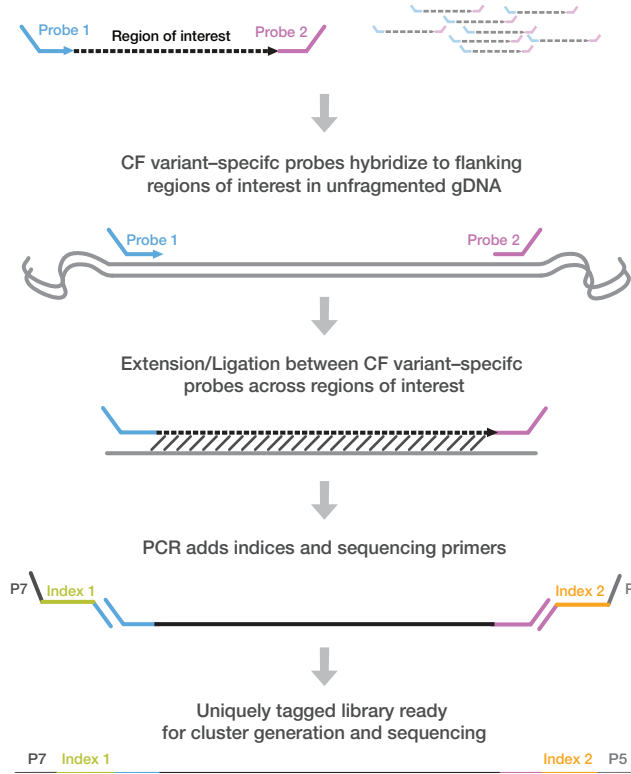 Probe 1 Region of interest Probe 2
CF variant–specifc probes hybridize to flanking
regions of interest in unfragmented gDNA
Probe 1 Probe 2
Extension/Ligation between CF variant–specifc
probes across regions of interest
PCR adds indices and sequencing primers
P7 Index 1 Index 2 P
Uniquely tagged library ready
for cluster generation and sequencing
P7 Index 1 Index 2 P5